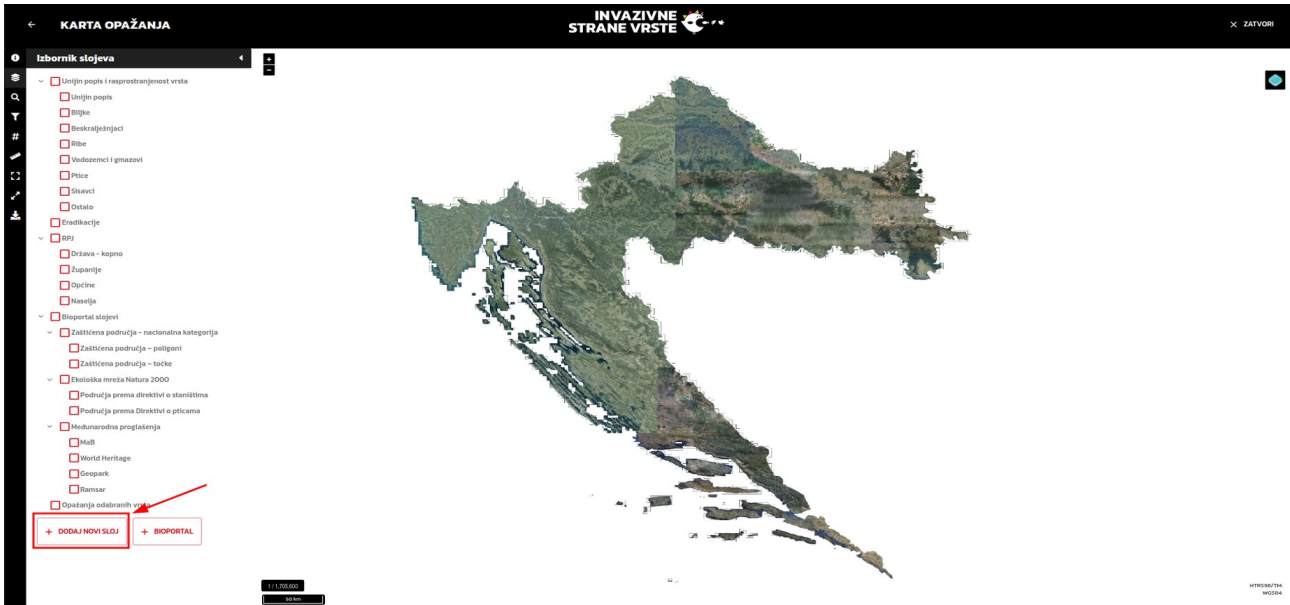 KARTA OPAŽANJA
INVAZIVNE
STRANE VRSTE
ZATVORI
Izbornik slojeva
Unijin popis i rasprostranjenost vrsta
Unijin popis
Biljke
Beskralježnjaci
Ribe
Vodozemci i gmazovi
Ptice
Sisavci
Ostalo
Eradikacije
RPJ
Država - kopno
Županije
Općine
Naselja
Bioportal slojevi
Zaštićena područja - nacionalna kategorija
Zaštićena područja – poligoni
Zaštićena područja – točke
Ekološka mreža Natura 2000
Područja prema direktivi o staništima
Područja prema Direktivi o pticama
Međunarodna proglašenja
MaB
World Heritage
Geopark
Ramsar
Opažanja odabranih vrsta
+ DODAJ NOVI SLOJ
+ BIOPORTAL
1 / 1,705,600
50 km
HTRS96/TM
WGS84